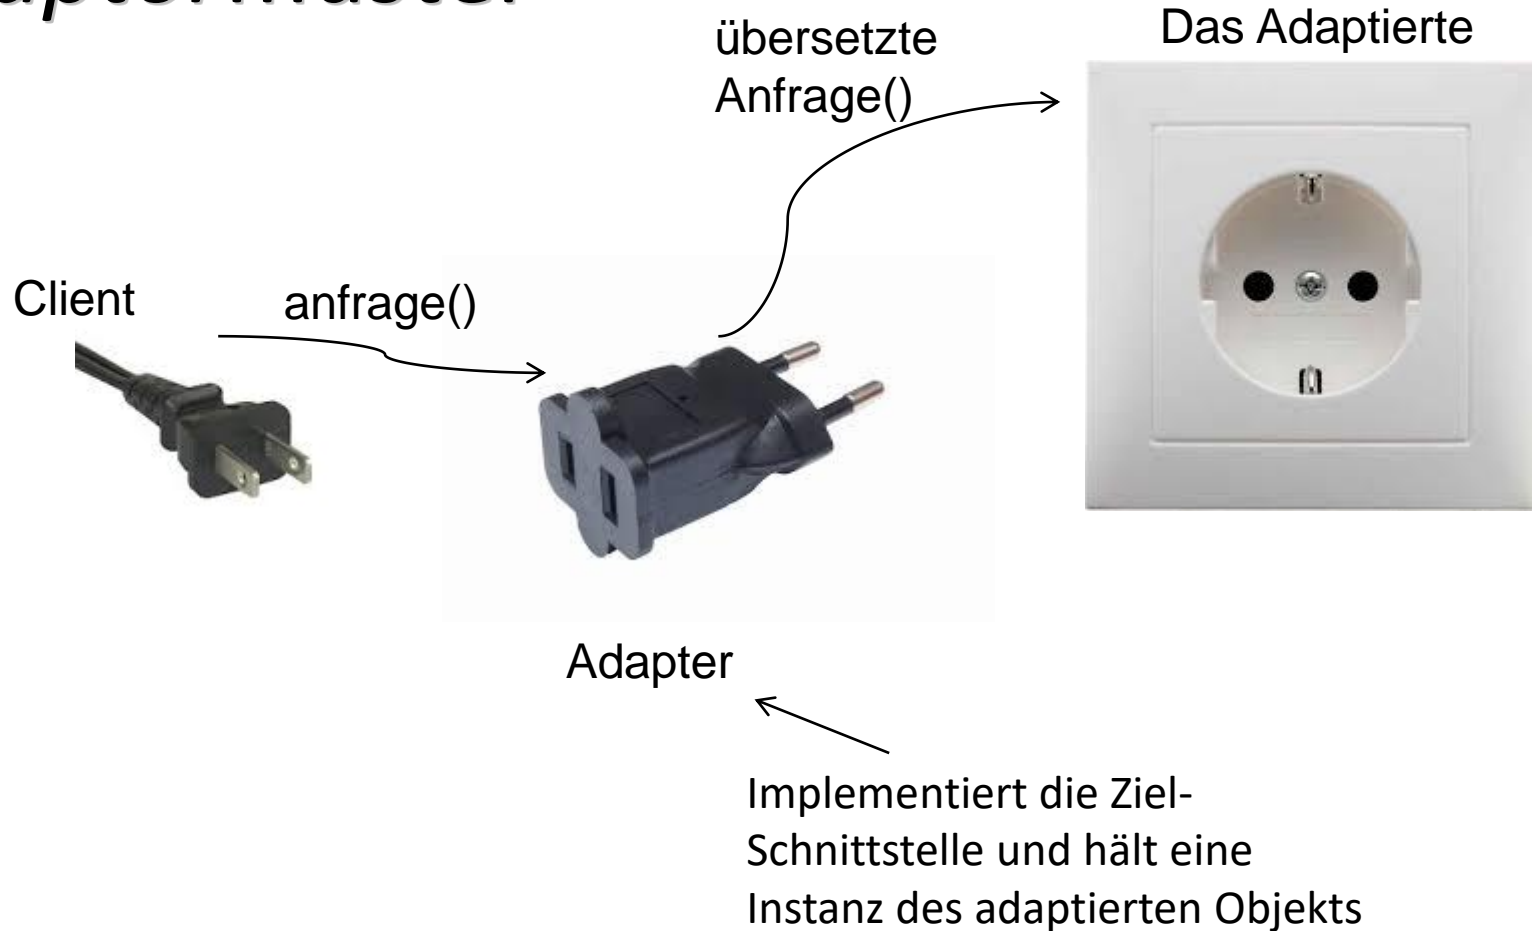 übersetzte
Anfrage()
Das Adaptierte
Client
anfrage()
Adapter
Implementiert die Ziel-
Schnittstelle und hält eine
Instanz des adaptierten Objekts